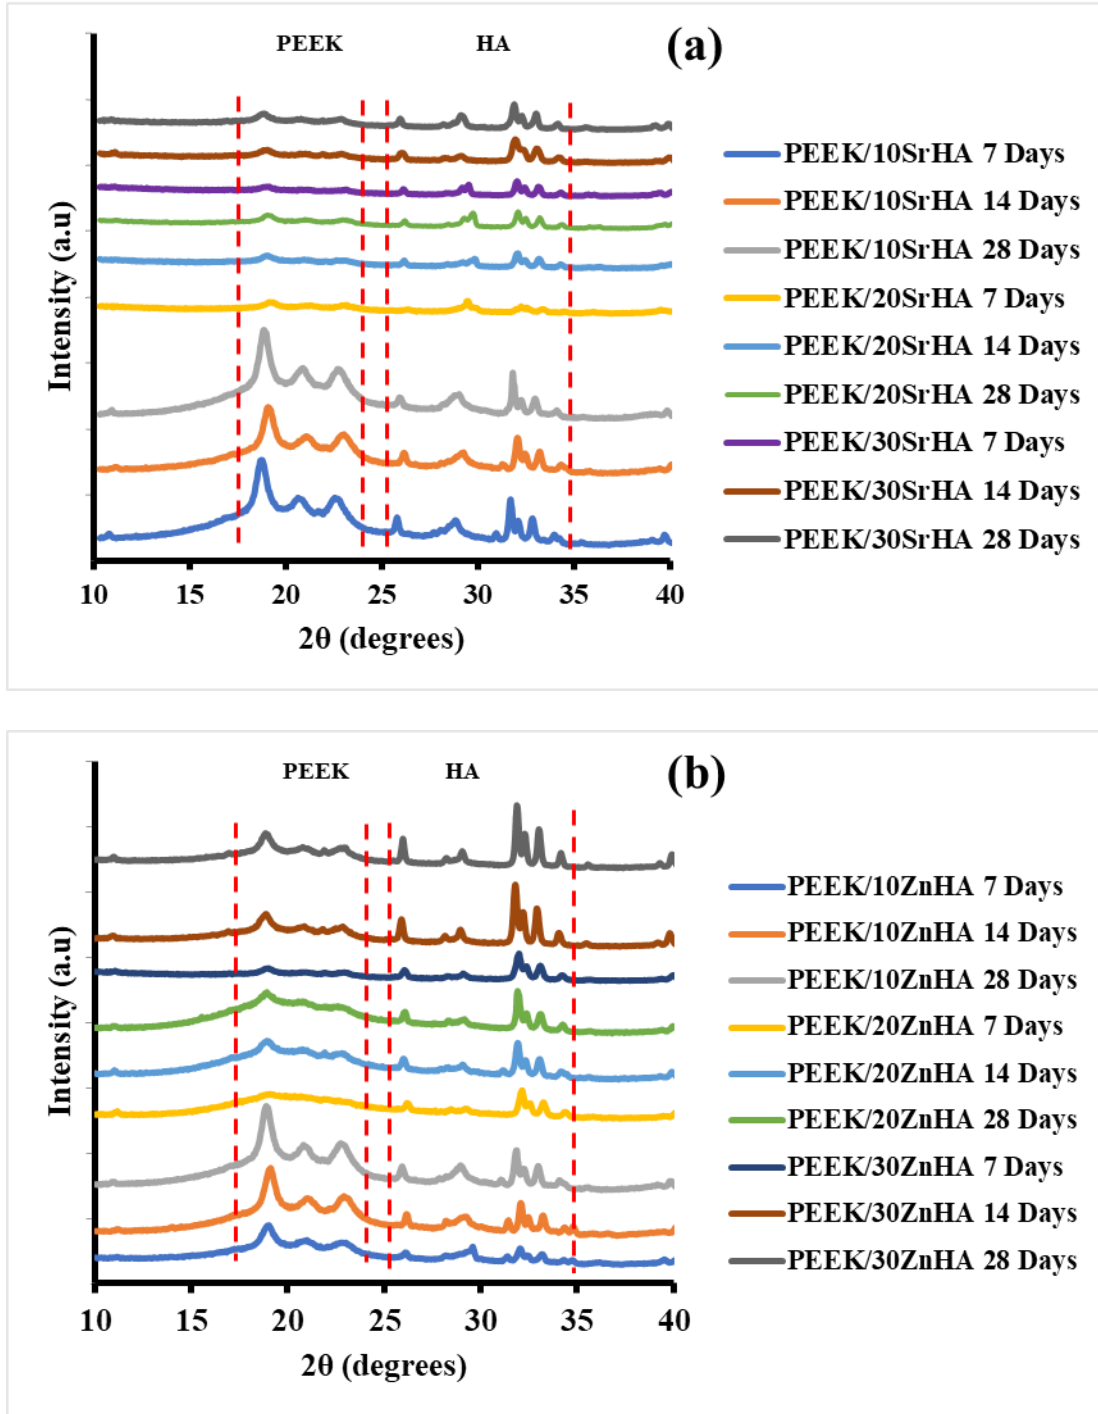 PEEK HA (a)
PEEK/10SrHA 7 Days
PEEK/10SrHA 14 Days
PEEK/10SrHA 28 Days
PEEK/20SrHA 7 Days
PEEK/20SrHA 14 Days
PEEK/20SrHA 28 Days
PEEK/30SrHA 7 Days
PEEK/30SrHA 14 Days
PEEK/30SrHA 28 Days
Intensity (a.u)
10 15 20 25 30 35 40
2θ (degrees)
PEEK HA (b)
PEEK/10ZnHA 7 Days
PEEK/10ZnHA 14 Days
PEEK/10ZnHA 28 Days
PEEK/20ZnHA 7 Days
PEEK/20ZnHA 14 Days
PEEK/20ZnHA 28 Days
PEEK/30ZnHA 7 Days
PEEK/30ZnHA 14 Days
PEEK/30ZnHA 28 Days
Intensity (a.u)
10 15 20 25 30 35 40
2θ (degrees)